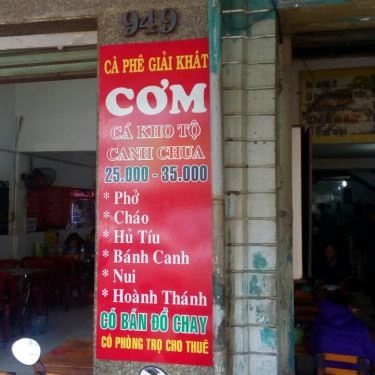 949
CÀ PHÊ GIẢI KHÁT
CƠM
CÁ KHO TỘ
CANH CHUA
25.000 - 35.000
* Phở
* Cháo
* Hủ Tíu
* Bánh Canh
* Nui
* Hoành Thánh
CÓ BÁN ĐỒ CHAY
CÓ PHÒNG TRỌ CHO THUÊ